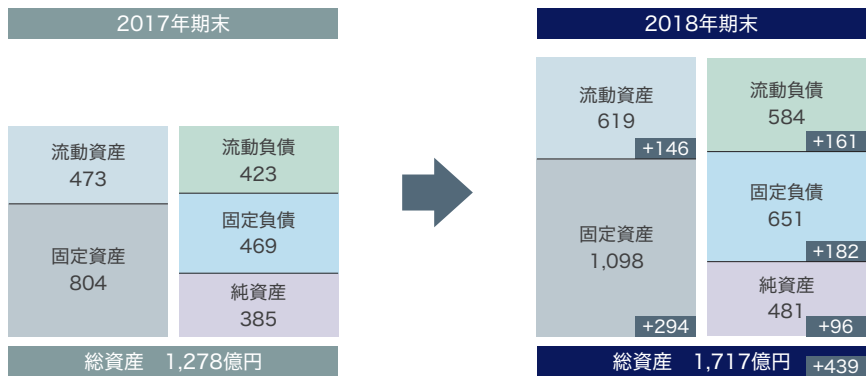 2017年期末
流動資産
473
固定資産
804
流動負債
423
固定負債
469
純資産
385
総資産 1,278億円
2018年期末
流動資産
619
+146
固定資産
1,098
+294
流動負債
584
+161
固定負債
651
+182
純資産
481
+96
総資産 1,717億円 +439